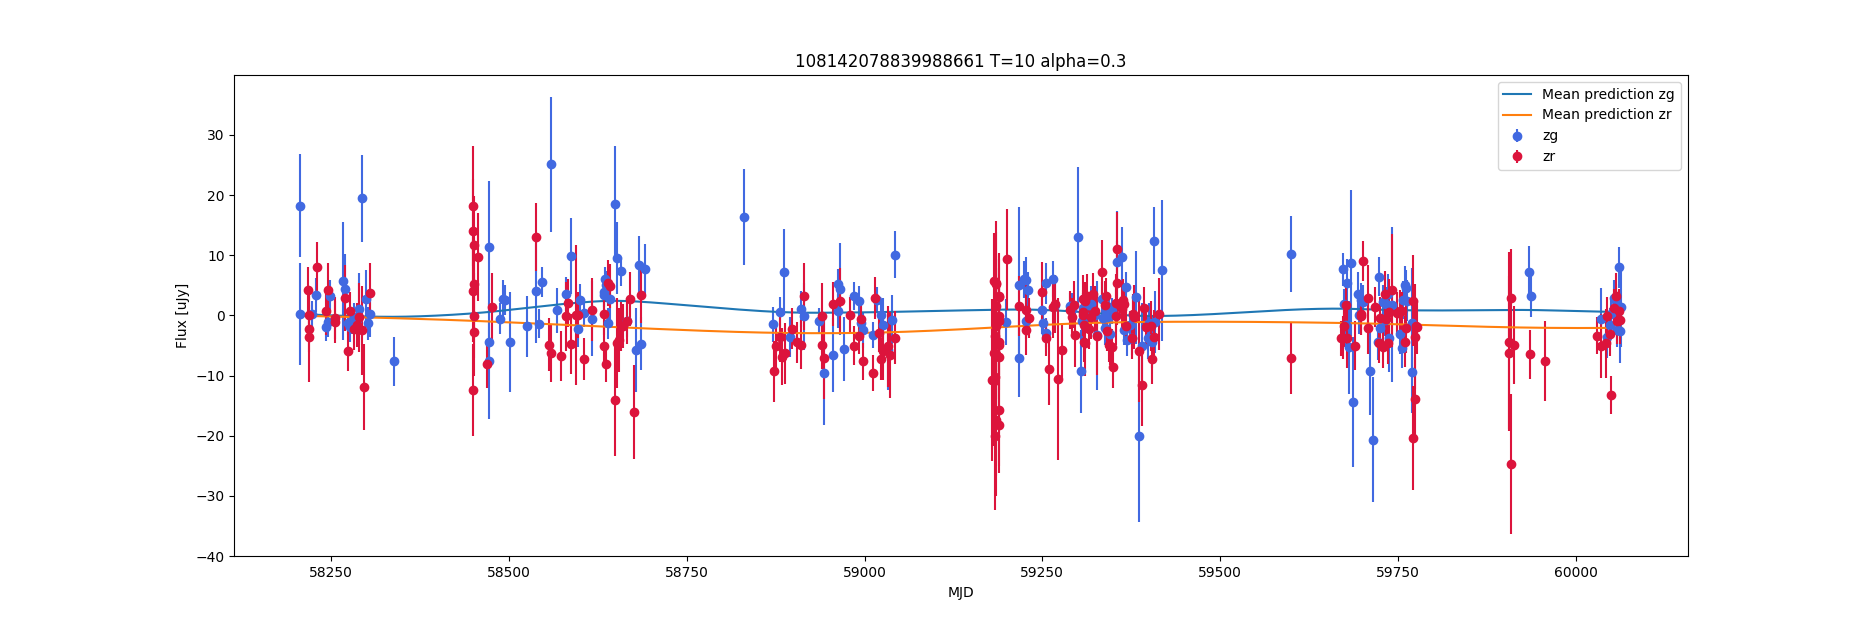 108142078839988661 T=10 alpha=0.3
Mean prediction zg
Mean prediction zr
zg
zr
Flux [uJy]
30
20
10
0
−10
−20
−30
−40
58250 58500 58750 59000 59250 59500 59750 60000
MJD